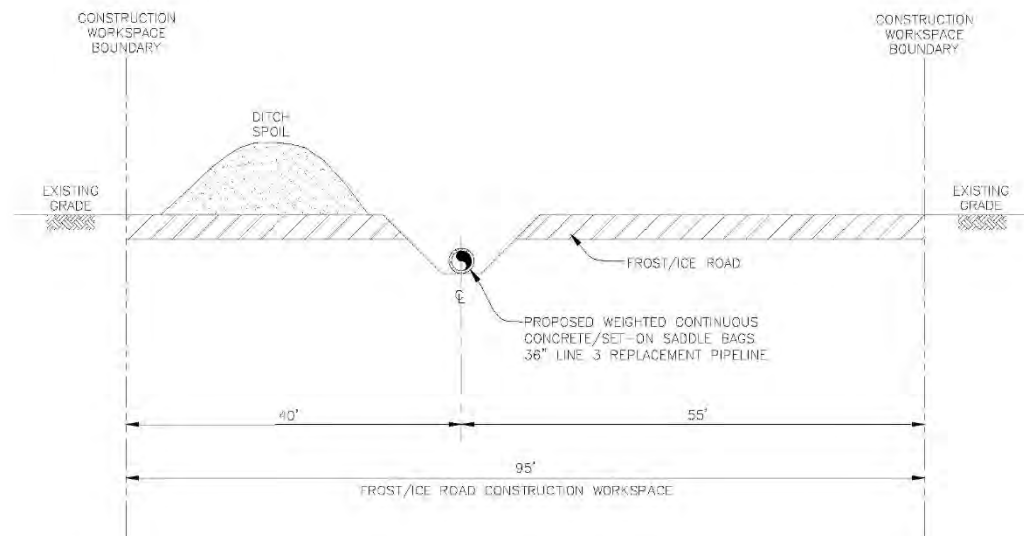 CONSTRUCTION
WORKSPACE
BOUNDARY
CONSTRUCTION
WORKSPACE
BOUNDARY
DITCH
SPOIL
EXISTING
GRADE
EXISTING
GRADE
FROST/ICE ROAD
℄
PROPOSED WEIGHTED CONTINUOUS
CONCRETE/SET-ON SADDLE BAGS
36" LINE 3 REPLACEMENT PIPELINE
40'
55'
95'
FROST/ICE ROAD CONSTRUCTION WORKSPACE